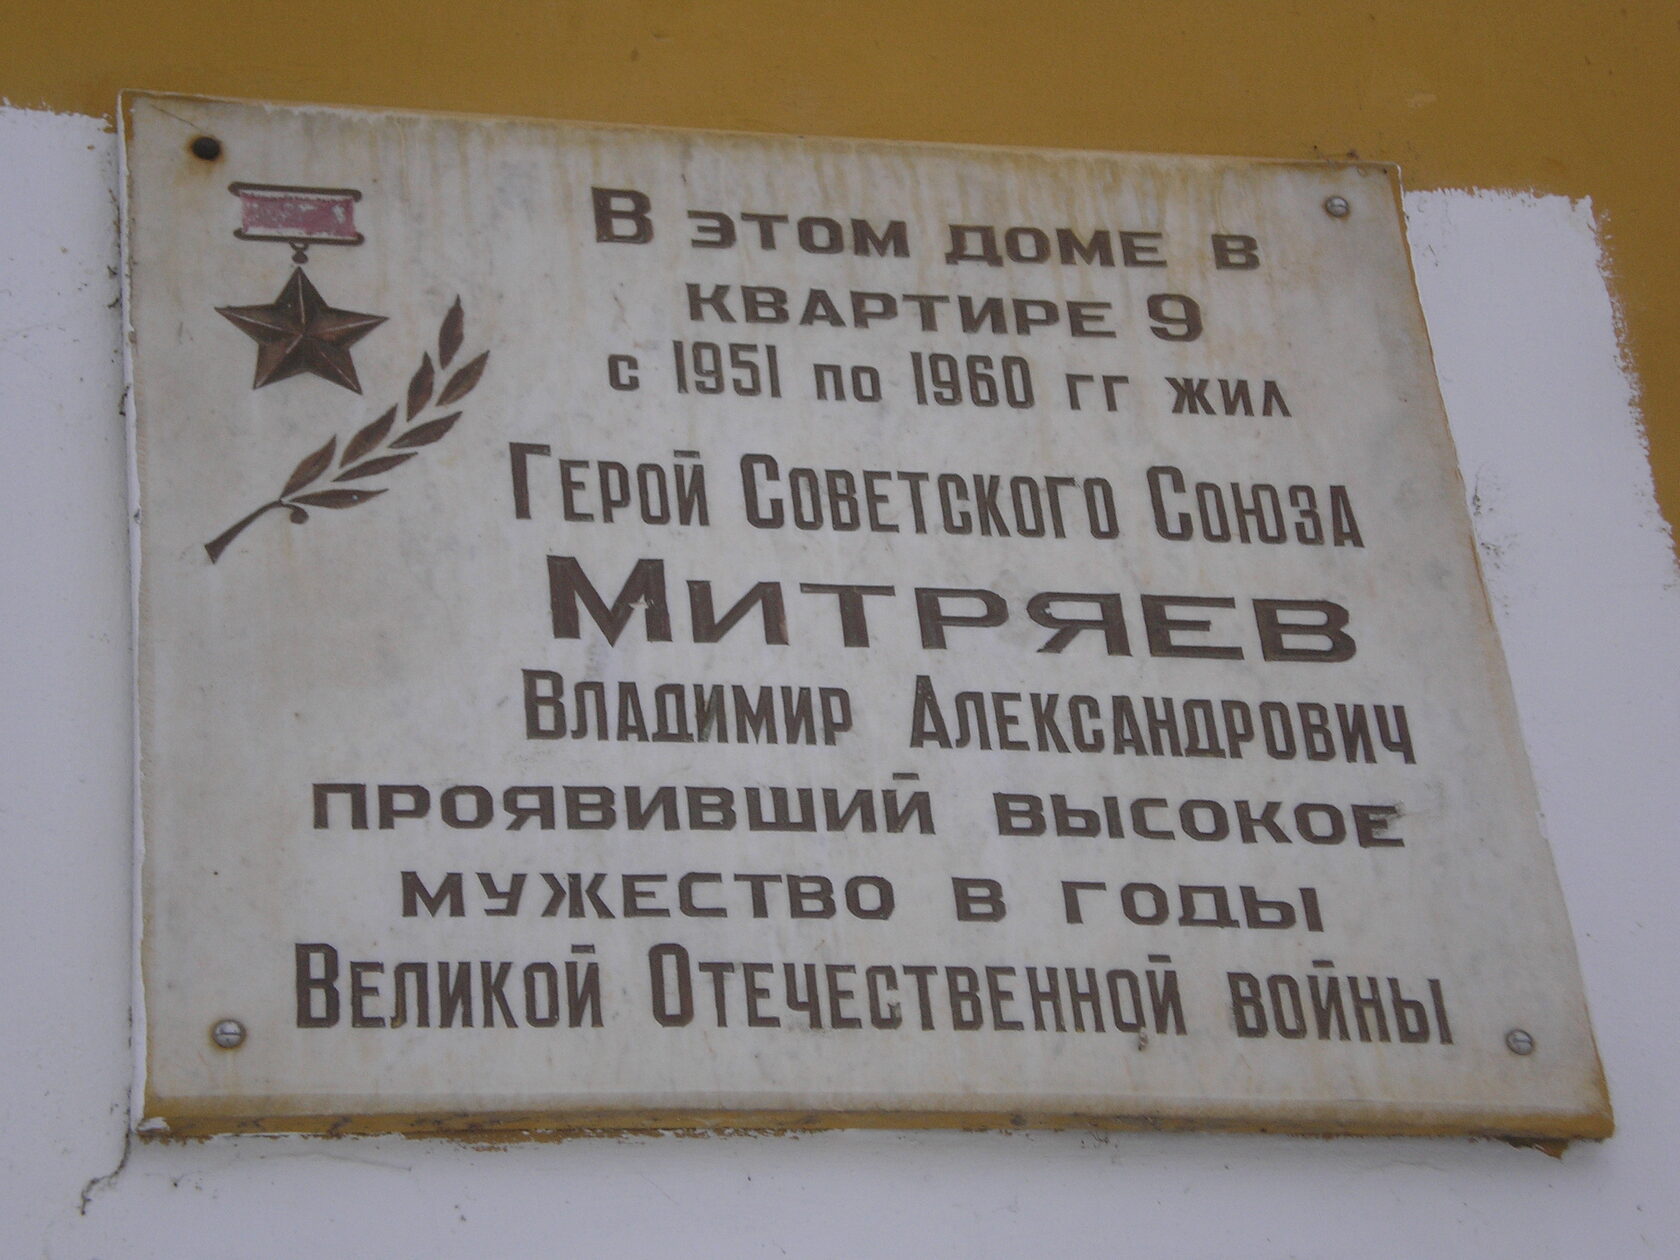 В ЭТОМ ДОМЕ В
КВАРТИРЕ 9
С 1951 ПО 1960 ГГ ЖИЛ
ГЕРОЙ СОВЕТСКОГО СОЮЗА
МИТРЯЕВ
ВЛАДИМИР АЛЕКСАНДРОВИЧ
ПРОЯВИВШИЙ ВЫСОКОЕ
МУЖЕСТВО В ГОДЫ
ВЕЛИКОЙ ОТЕЧЕСТВЕННОЙ ВОЙНЫ